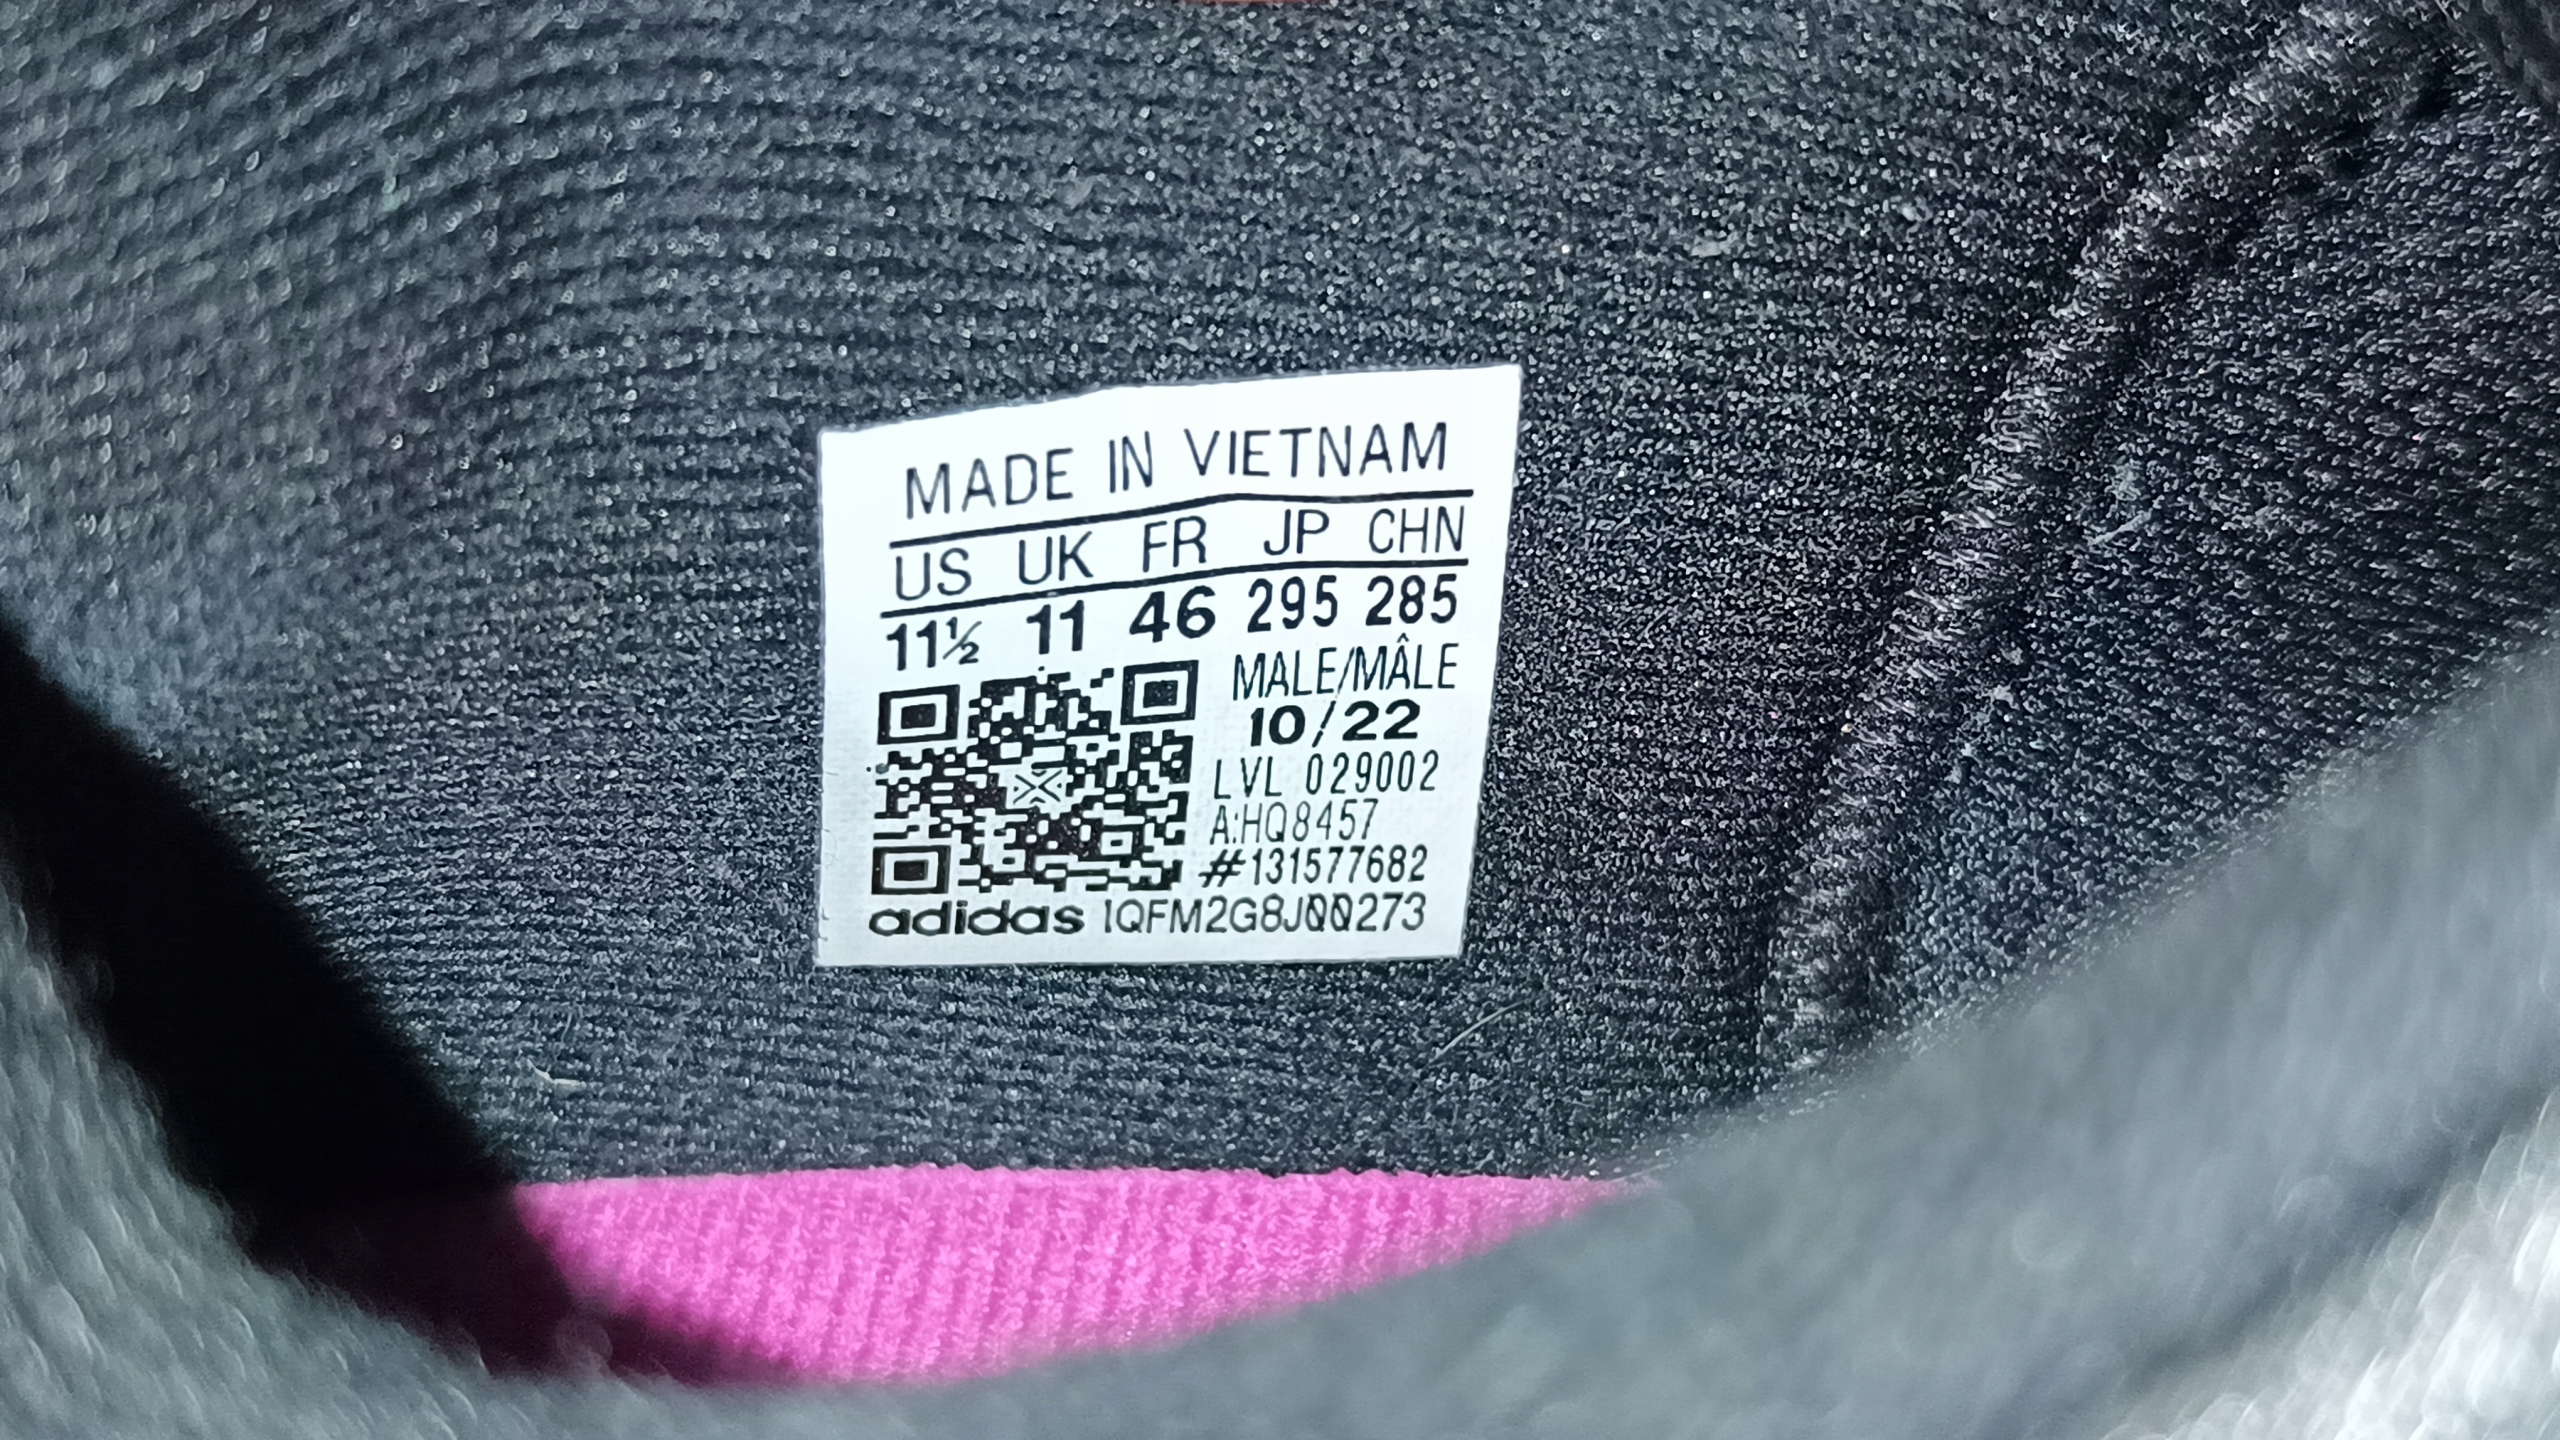 MADE IN VIETNAM
US UK FR JP CHN
11½ 11 46 295 285
MALE/MÂLE
10/22
LVL 029002
A:HQ8457
#131577682
adidas 1QFM2G8J00273